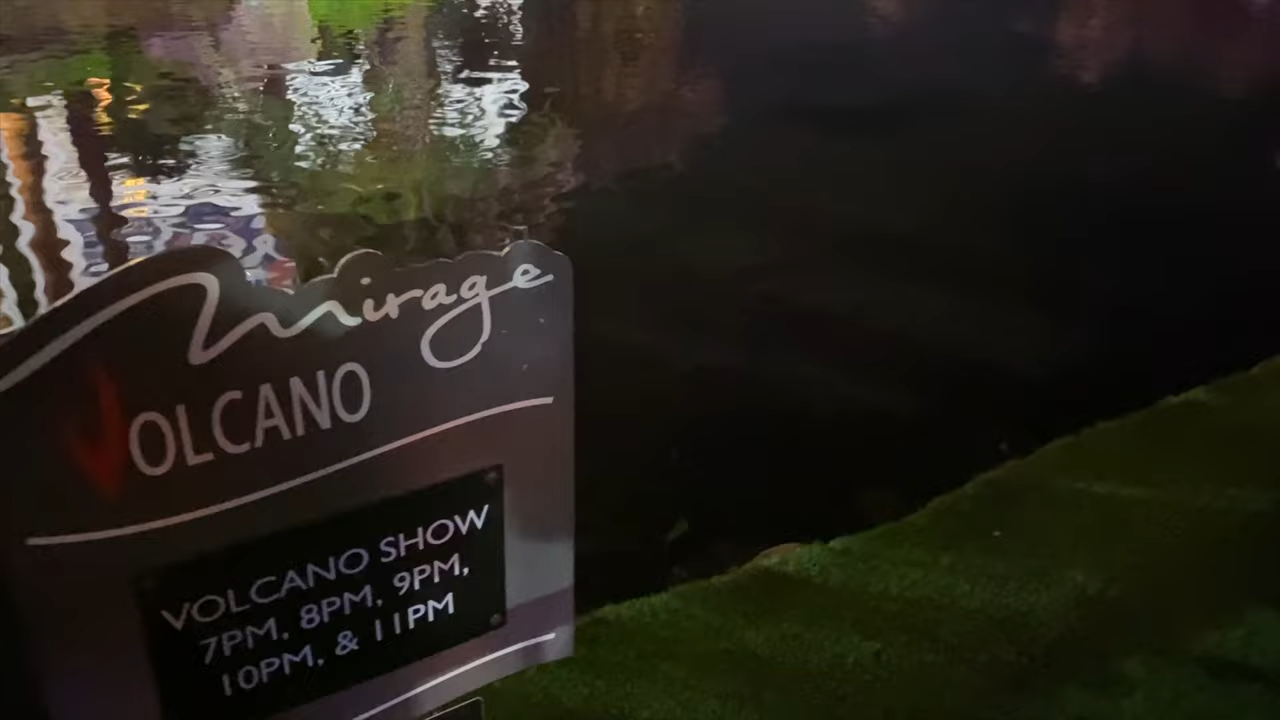 Mirage
VOLCANO
VOLCANO SHOW
7PM, 8PM, 9PM,
10PM, & 11PM